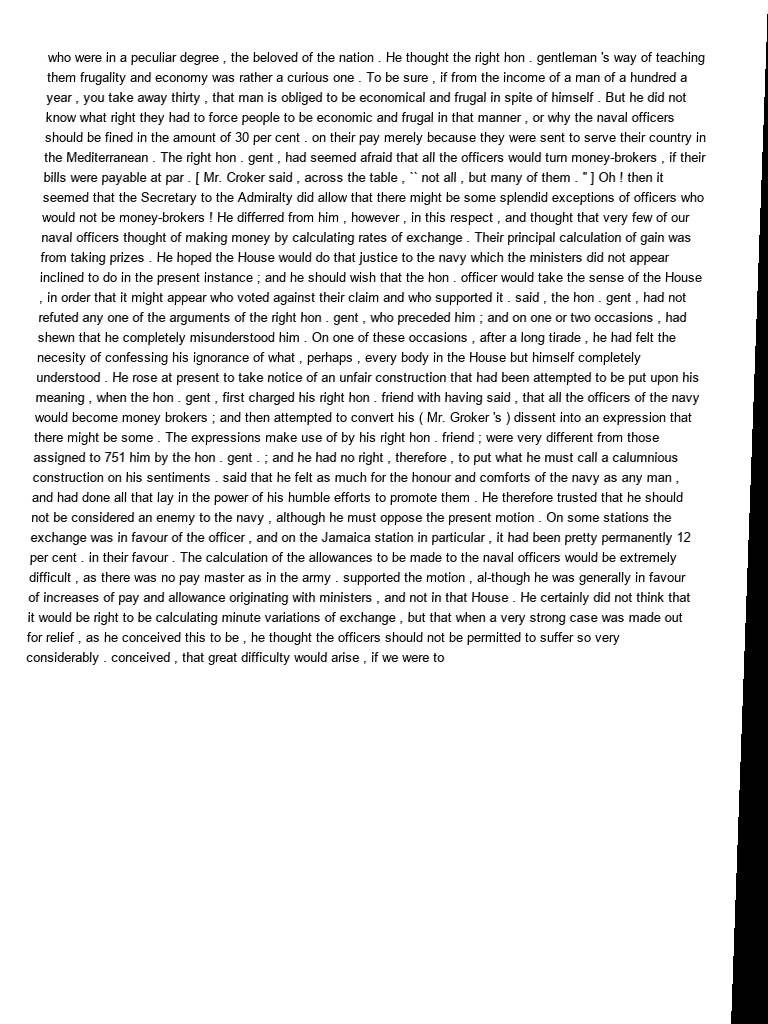 who were in a peculiar degree , the beloved of the nation . He thought the right hon . gentleman 's way of teaching
them frugality and economy was rather a curious one . To be sure , if from the income of a man of a hundred a
year , you take away thirty , that man is obliged to be economical and frugal in spite of himself . But he did not
know what right they had to force people to be economic and frugal in that manner , or why the naval officers
should be fined in the amount of 30 per cent . on their pay merely because they were sent to serve their country in
the Mediterranean . The right hon . gent , had seemed afraid that all the officers would turn money-brokers , if their
bills were payable at par . [ Mr. Croker said , across the table , `` not all , but many of them . " ] Oh ! then it
seemed that the Secretary to the Admiralty did allow that there might be some splendid exceptions of officers who
would not be money-brokers ! He differred from him , however , in this respect , and thought that very few of our
naval officers thought of making money by calculating rates of exchange . Their principal calculation of gain was
from taking prizes . He hoped the House would do that justice to the navy which the ministers did not appear
inclined to do in the present instance ; and he should wish that the hon . officer would take the sense of the House
, in order that it might appear who voted against their claim and who supported it . said , the hon . gent , had not
refuted any one of the arguments of the right hon . gent , who preceded him ; and on one or two occasions , had
shewn that he completely misunderstood him . On one of these occasions , after a long tirade , he had felt the
necesity of confessing his ignorance of what , perhaps , every body in the House but himself completely
understood . He rose at present to take notice of an unfair construction that had been attempted to be put upon his
meaning , when the hon . gent , first charged his right hon . friend with having said , that all the officers of the navy
would become money brokers ; and then attempted to convert his ( Mr. Groker 's ) dissent into an expression that
there might be some . The expressions make use of by his right hon . friend ; were very different from those
assigned to 751 him by the hon . gent . ; and he had no right , therefore , to put what he must call a calumnious
construction on his sentiments . said that he felt as much for the honour and comforts of the navy as any man ,
and had done all that lay in the power of his humble efforts to promote them . He therefore trusted that he should
not be considered an enemy to the navy , although he must oppose the present motion . On some stations the
exchange was in favour of the officer , and on the Jamaica station in particular , it had been pretty permanently 12
per cent . in their favour . The calculation of the allowances to be made to the naval officers would be extremely
difficult , as there was no pay master as in the army . supported the motion , al-though he was generally in favour
of increases of pay and allowance originating with ministers , and not in that House . He certainly did not think that
it would be right to be calculating minute variations of exchange , but that when a very strong case was made out
for relief , as he conceived this to be , he thought the officers should not be permitted to suffer so very
considerably . conceived , that great difficulty would arise , if we were to